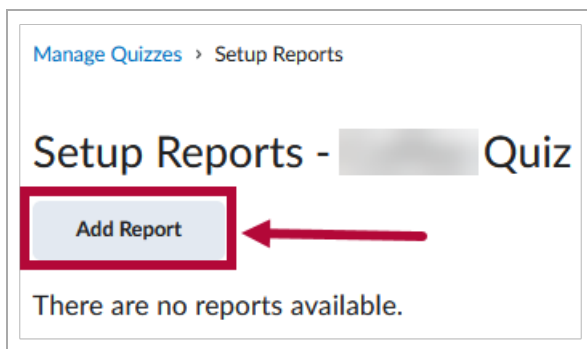 Manage Quizzes › Setup Reports
Setup Reports - Quiz
Add Report
There are no reports available.